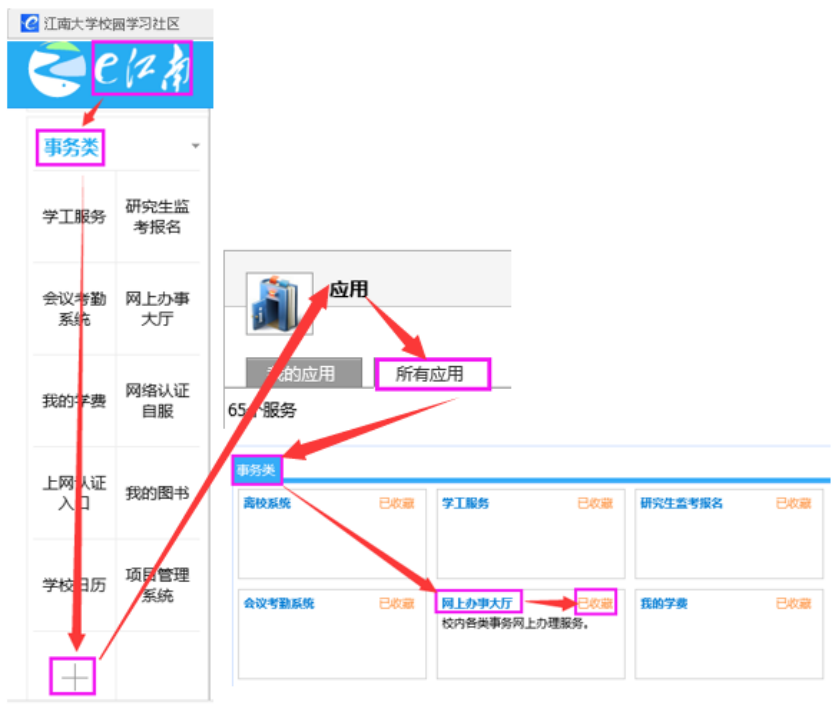 江南大学校园学习社区
e江南
事务类
学工服务
研究生监
考报名
会议考勤
系统
网上办事
大厅
我的学费
网络认证
自服
上网认证
入口
我的图书
学校日历
项目管理
系统
应用
我的应用
所有应用
65个服务
事务类
离校系统 已收藏
学工服务 已收藏
研究生监考报名 已收藏
会议考勤系统 已收藏
网上办事大厅 已收藏
校内各类事务网上办理服务。
我的学费 已收藏